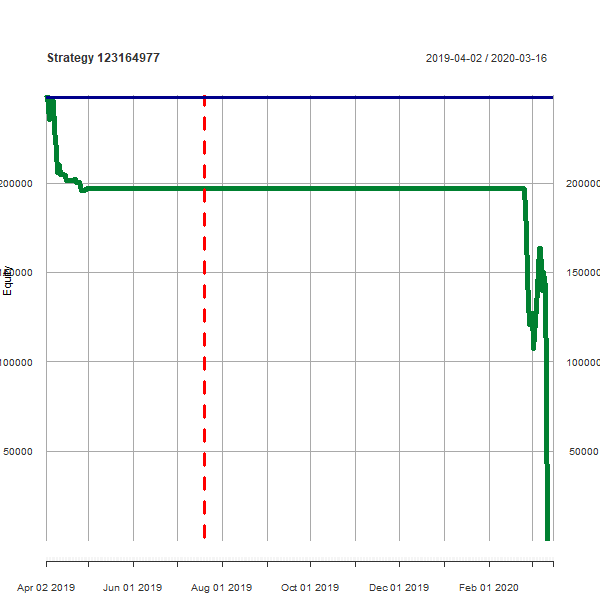 Strategy 123164977
2019-04-02 / 2020-03-16
200000
200000
150000
150000
Equity
100000
100000
50000
50000
Apr 02 2019
Jun 01 2019
Aug 01 2019
Oct 01 2019
Dec 01 2019
Feb 01 2020